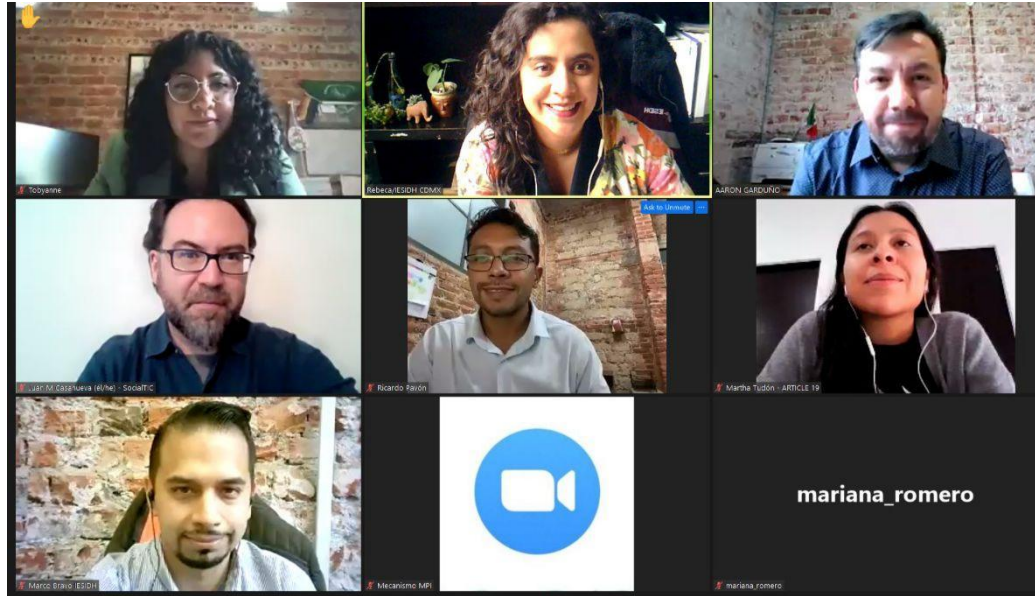 Tobyanne
Rebeca/IESIDH CDMX
AARON GARDUÑO
Juan M Casanueva (él/he) - SocialTIC
Ask to Unmute
Ricardo Pavón
Martha Tudón - ARTICLE 19
Marco Bravo IESIDH
Mecanismo MPI
mariana_romero
mariana_romero